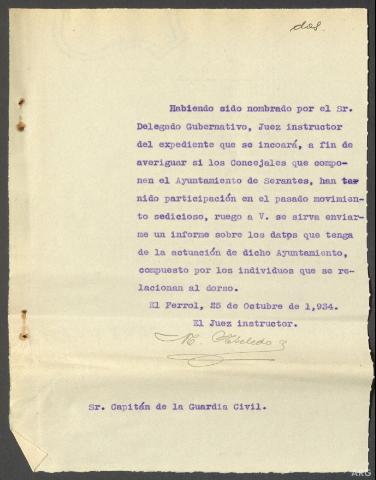 dos.
Habiendo sido nombrado por el Sr.
Delegado Gubernativo, Juez instructor
del expediente que se incoará, a fin de
averiguar si los Concejales que compo-
nen el Ayuntamiento de Serantes, han te-
nido participación en el pasado movimien-
to sedicioso, ruego a V. se sirva enviar-
me un informe sobre los datos que tenga
de la actuación de dicho Ayuntamiento,
compuesto por los individuos que se re-
lacionan al dorso.
El Ferrol, 25 de Octubre de 1,934.
El Juez instructor.
Sr. Capitán de la Guardia Civil.
ARG